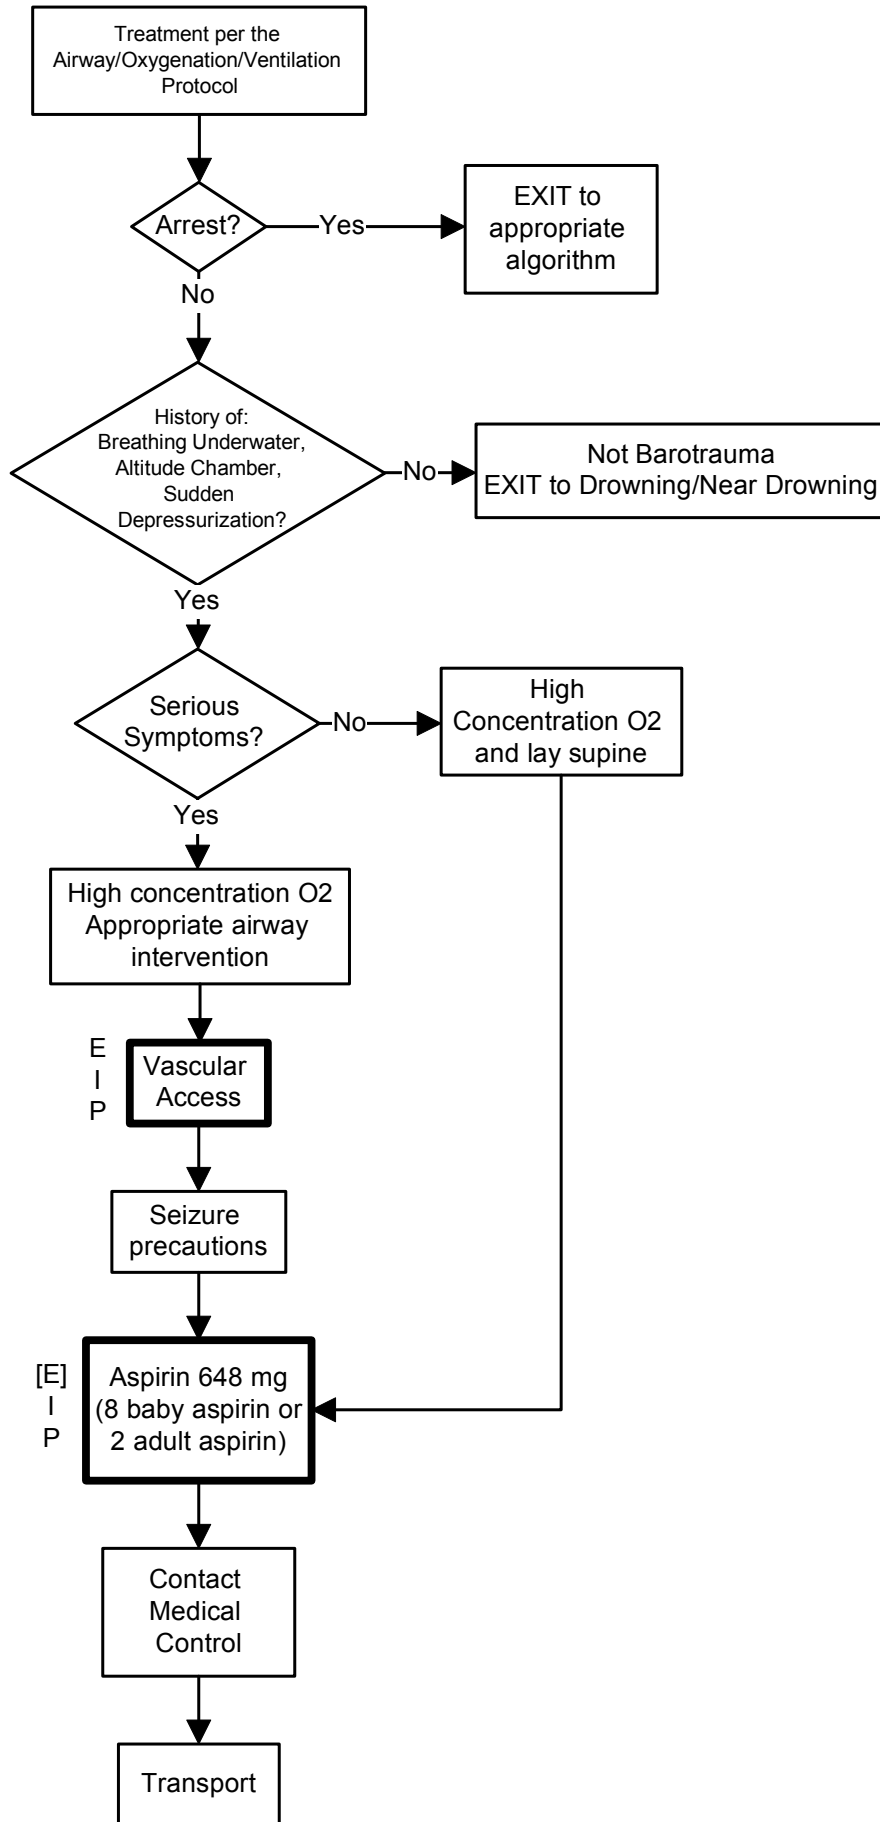 Treatment per the
Airway/Oxygenation/Ventilation
Protocol
Arrest?
Yes
EXIT to
appropriate
algorithm
No
History of:
Breathing Underwater,
Altitude Chamber,
Sudden
Depressurization?
No
Not Barotrauma
EXIT to Drowning/Near Drowning
Yes
Serious
Symptoms?
No
High
Concentration O2
and lay supine
Yes
High concentration O2
Appropriate airway
intervention
E
I
P
Vascular
Access
Seizure
precautions
[E]
I
P
Aspirin 648 mg
(8 baby aspirin or
2 adult aspirin)
Contact
Medical
Control
Transport